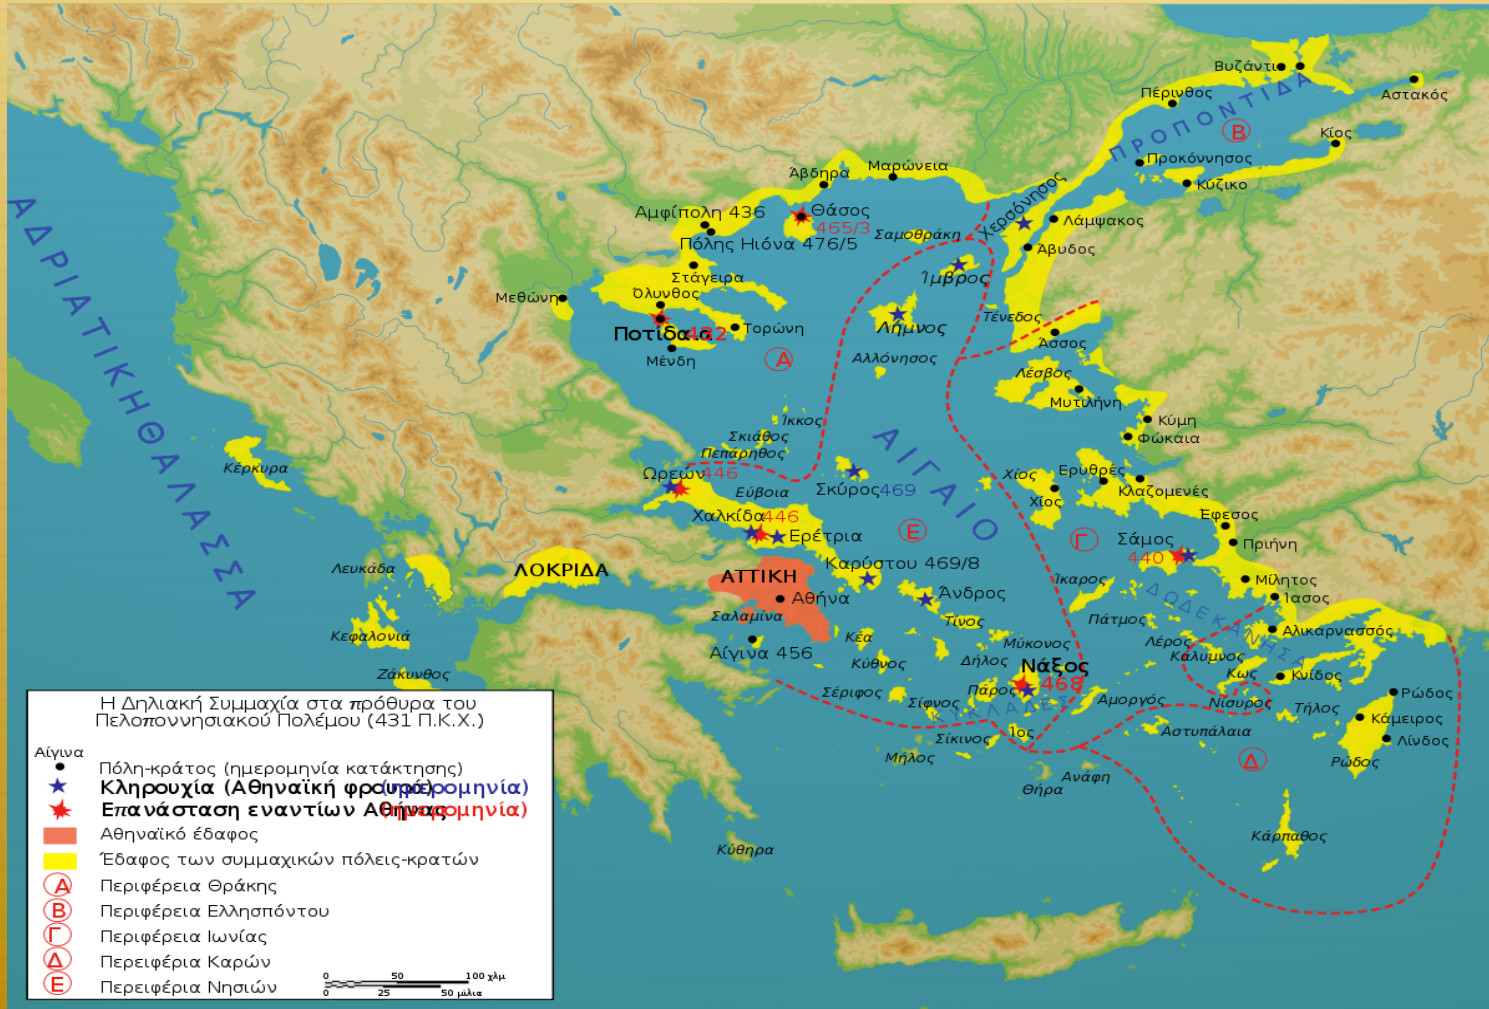 Βυζάντι
Αστακός
Πέρινθος
ΠΡΟΠΟΝΤΙΔΑ
Β
Κίος
Προκόννησος
Κύζικο
Μαρώνεια
Άβδηρα
Χερσόνησος
Λάμψακος
Αμφίπολη 436
Θάσος
465/3
Πόλης Ηιόνα 476/5
Σαμοθράκη
Άβυδος
Στάγειρα
Ίμβρος
Μεθώνη
Όλυνθος
Τένεδος
Λήμνος
Ποτίδαια
432
Τορώνη
Άσσος
Μένδη
Α
Αλλόνησος
Λέσβος
Μυτιλήνη
ΑΔΡΙΑΤΙΚΗ ΘΑΛΑΣΣΑ
Ίκκος
Κύμη
Σκιάθος
Φώκαια
ΑΙΓΑΙΟ
Πεπάρηθος
Κέρκυρα
Ωρεών 446
Χίος
Ερυθρές
Σκύρος 469
Εύβοια
Κλαζομενές
Χίος
Χαλκίδα 446
Έφεσος
Ερέτρια
Ε
Γ
Σάμος
440
Πριήνη
Λευκάδα
ΛΟΚΡΙΔΑ
ΑΤΤΙΚΗ
Καρύστου 469/8
Ίκαρος
Μίλητος
Αθήνα
Άνδρος
Ίασος
ΔΩΔΕΚΑΝΗΣΑ
Σαλαμίνα
Τίνος
Πάτμος
Αλικαρνασσός
Κεφαλονιά
Κέα
Μύκονος
Λέρος
Αίγινα 456
Κύθνος
Δήλος
Κάλυμνος
Νάξος
468
Ζάκυνθος
Κως
Κνίδος
Σέριφος
Πάρος
Αμοργός
Νίσυρος
Ρόδος
Σίφνος
ΚΥΚΛΑΔΕΣ
Τήλος
Κάμειρος
Ίος
Αστυπάλαια
Σίκινος
Λίνδος
Μήλος
Δ
Ρόδος
Ανάφη
Θήρα
Κάρπαθος
Κύθηρα
Η Δηλιακή Συμμαχία στα πρόθυρα του
Πελοποννησιακού Πολέμου (431 Π.Κ.Χ.)
Αίγινα
Πόλη-κράτος (ημερομηνία κατάκτησης)
Κληρουχία (Αθηναϊκή φρουρά) (ημερομηνία)
Επανάσταση εναντίων Αθήνας (ημερομηνία)
Αθηναϊκό έδαφος
Έδαφος των συμμαχικών πόλεις-κρατών
Α Περιφέρεια Θράκης
Β Περιφέρεια Ελλησπόντου
Γ Περιφέρεια Ιωνίας
Δ Περειφέρια Καρών
Ε Περειφέρια Νησιών
0 50 100 χλμ
0 25 50 μίλια